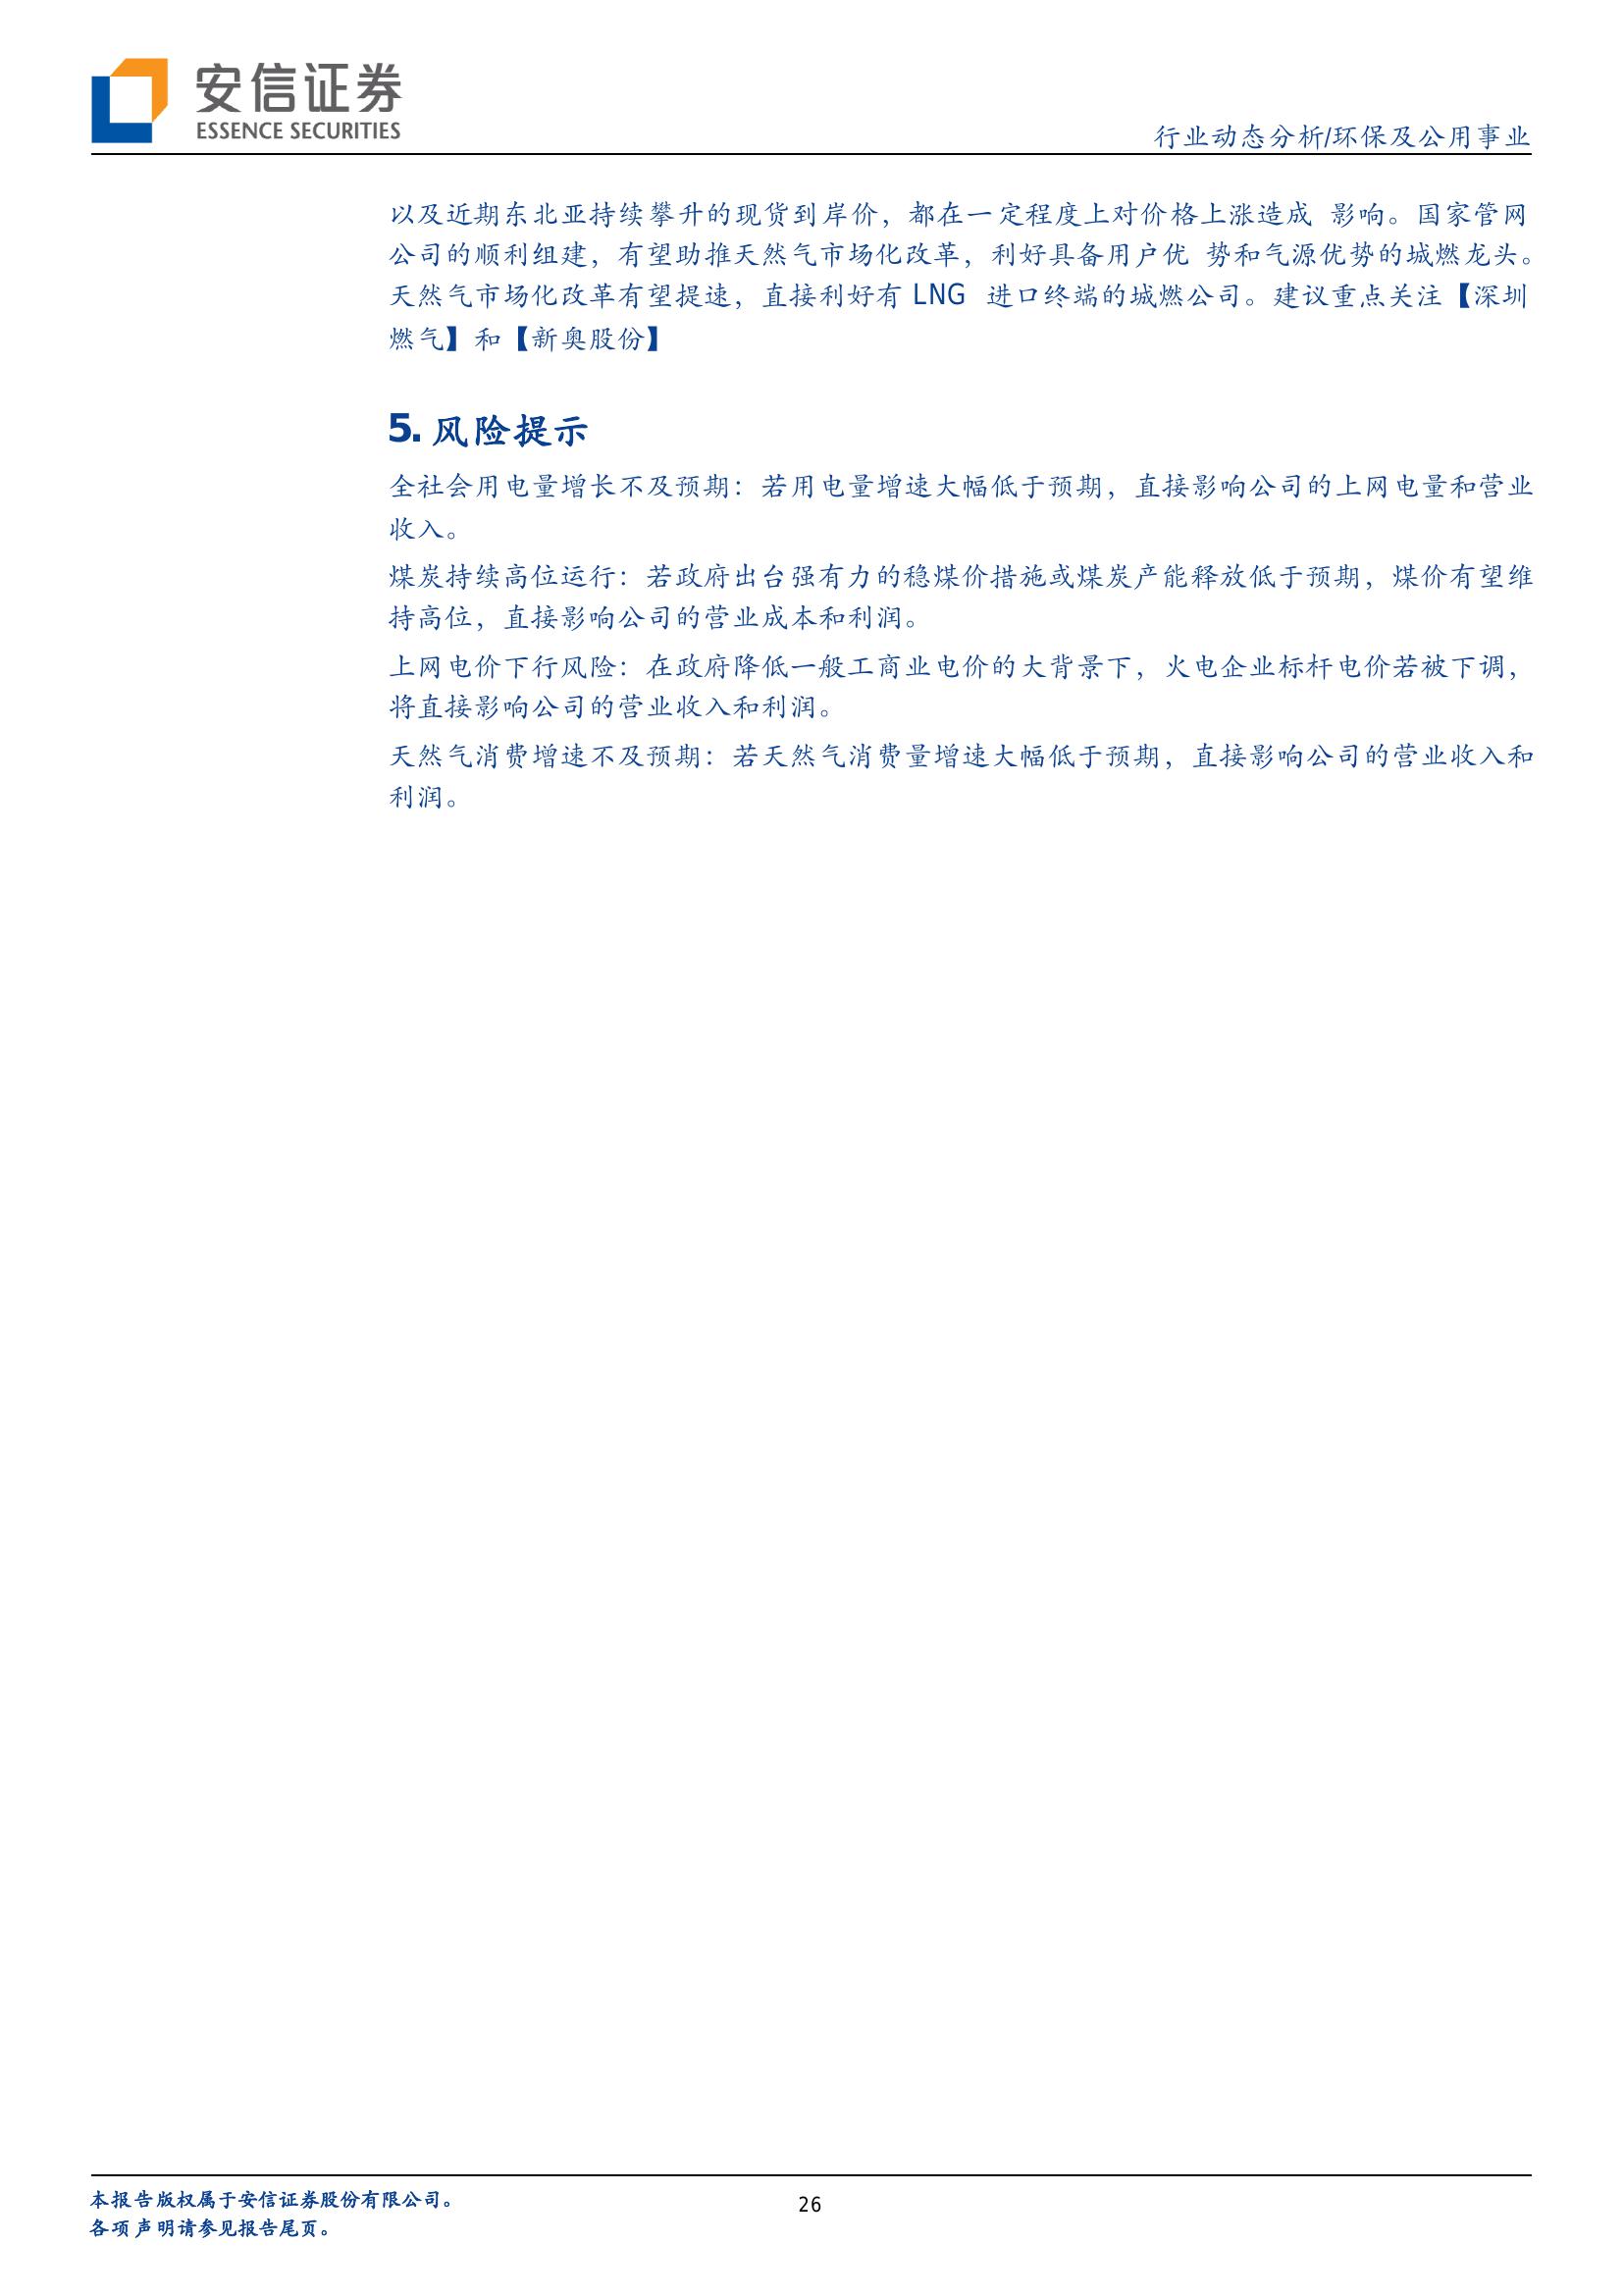 安信证券
ESSENCE SECURITIES
行业动态分析/环保及公用事业
以及近期东北亚持续攀升的现货到岸价，都在一定程度上对价格上涨造成 影响。国家管网
公司的顺利组建，有望助推天然气市场化改革，利好具备用户优 势和气源优势的城燃龙头。
天然气市场化改革有望提速，直接利好有 LNG 进口终端的城燃公司。建议重点关注【深圳
燃气】和【新奥股份】
5. 风险提示
全社会用电量增长不及预期：若用电量增速大幅低于预期，直接影响公司的上网电量和营业
收入。
煤炭持续高位运行：若政府出台强有力的稳煤价措施或煤炭产能释放低于预期，煤价有望维
持高位，直接影响公司的营业成本和利润。
上网电价下行风险：在政府降低一般工商业电价的大背景下，火电企业标杆电价若被下调，
将直接影响公司的营业收入和利润。
天然气消费增速不及预期：若天然气消费量增速大幅低于预期，直接影响公司的营业收入和
利润。
本报告版权属于安信证券股份有限公司。
26
各项声明请参见报告尾页。